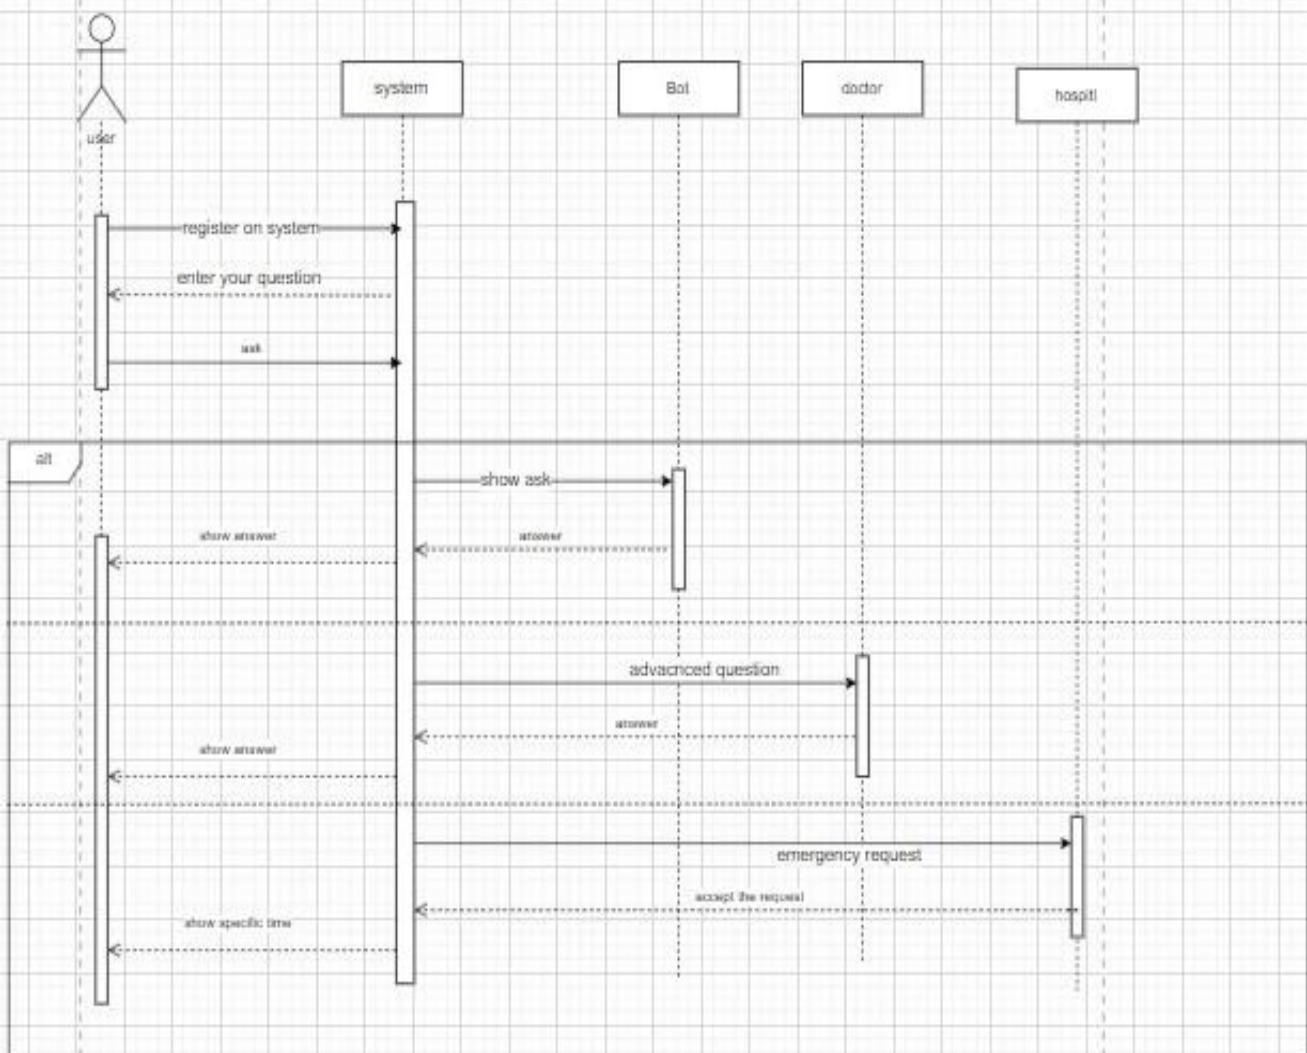 user
system
Bot
doctor
hospitl
register on system
enter your question
ask
alt
show ask
show answer
answer
advacnced question
answer
show answer
emergency request
accept the request
show specific time